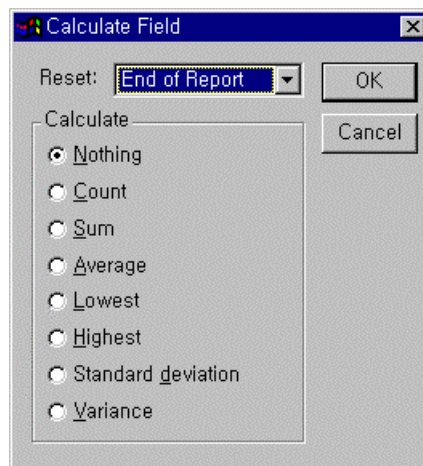 Calculate Field
Reset: End of Report
OK
Calculate
Cancel
Nothing
Count
Sum
Average
Lowest
Highest
Standard deviation
Variance